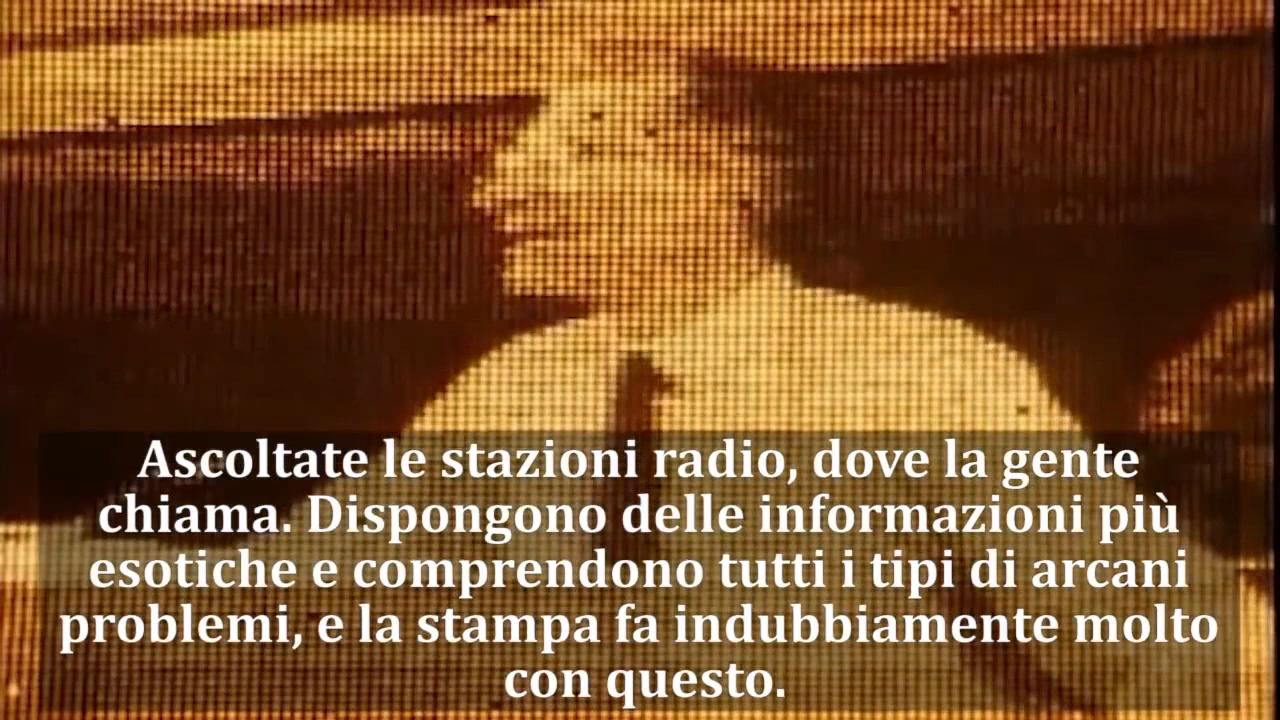 Ascoltate le stazioni radio, dove la gente
chiama. Dispongono delle informazioni più
esotiche e comprendono tutti i tipi di arcani
problemi, e la stampa fa indubbiamente molto
con questo.